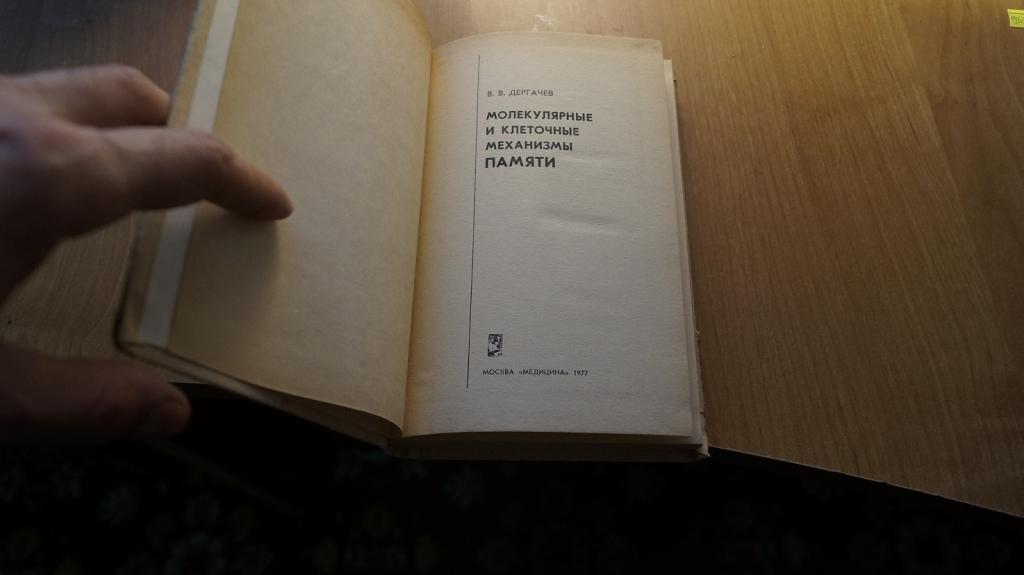 В. В. ДЕРГАЧЕВ
МОЛЕКУЛЯРНЫЕ
И КЛЕТОЧНЫЕ
МЕХАНИЗМЫ
ПАМЯТИ
МОСКВА «МЕДИЦИНА» 1977